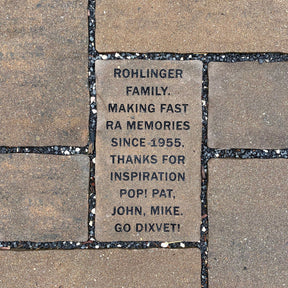 ROHLINGER
FAMILY.
MAKING FAST
RA MEMORIES
SINCE 1955.
THANKS FOR
INSPIRATION
POP! PAT,
JOHN, MIKE.
GO DIXVET!